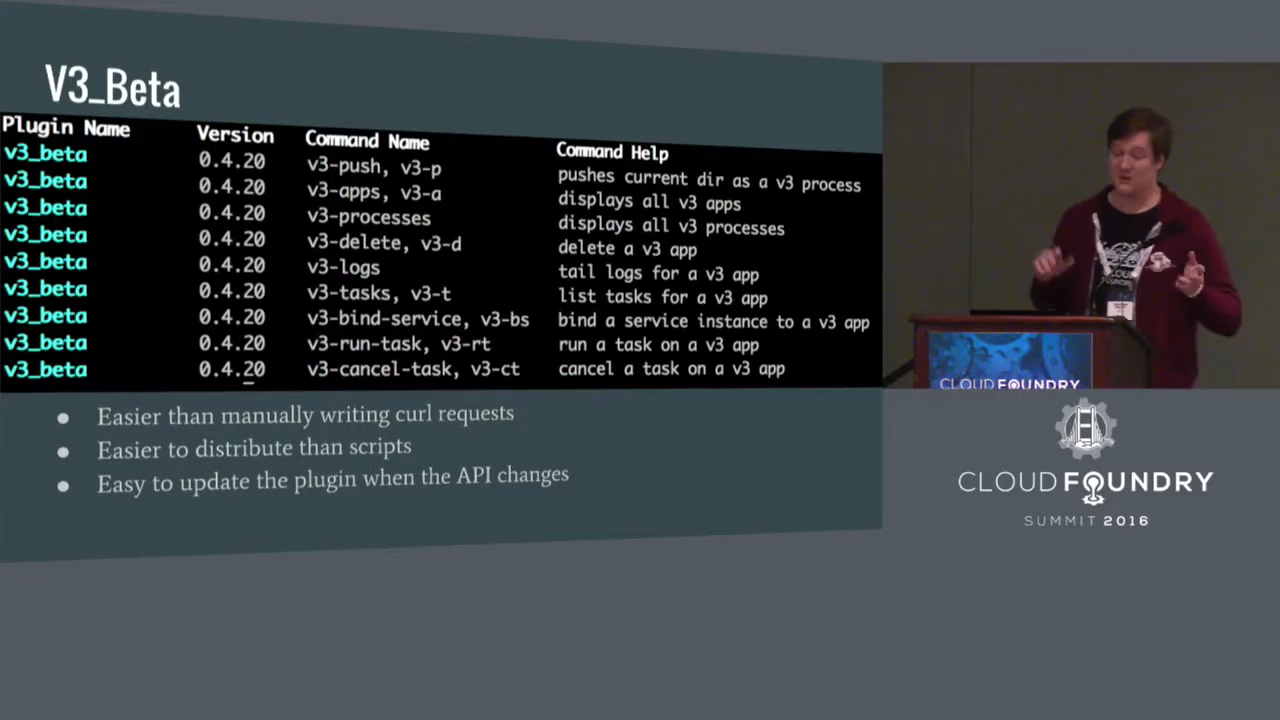 V3_Beta
Plugin Name Version Command Name Command Help
v3_beta 0.4.20 v3-push, v3-p pushes current dir as a v3 process
v3_beta 0.4.20 v3-apps, v3-a displays all v3 apps
v3_beta 0.4.20 v3-processes displays all v3 processes
v3_beta 0.4.20 v3-delete, v3-d delete a v3 app
v3_beta 0.4.20 v3-logs tail logs for a v3 app
v3_beta 0.4.20 v3-tasks, v3-t list tasks for a v3 app
v3_beta 0.4.20 v3-bind-service, v3-bs bind a service instance to a v3 app
v3_beta 0.4.20 v3-run-task, v3-rt run a task on a v3 app
v3_beta 0.4.20 v3-cancel-task, v3-ct cancel a task on a v3 app
● Easier than manually writing curl requests
● Easier to distribute than scripts
● Easy to update the plugin when the API changes
CLOUD FOUNDRY
CLOUD FOUNDRY
SUMMIT 2016